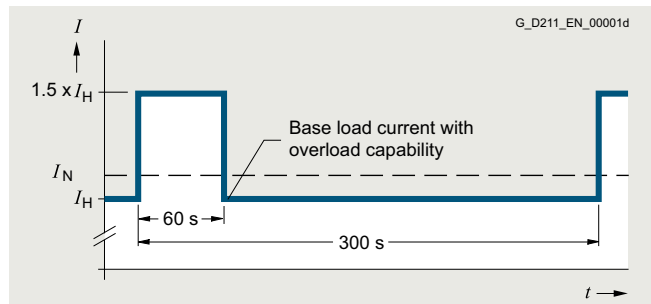 G_D211_EN_00001d
I
1.5 x IH
Base load current with
overload capability
IN
IH
60 s
300 s
t